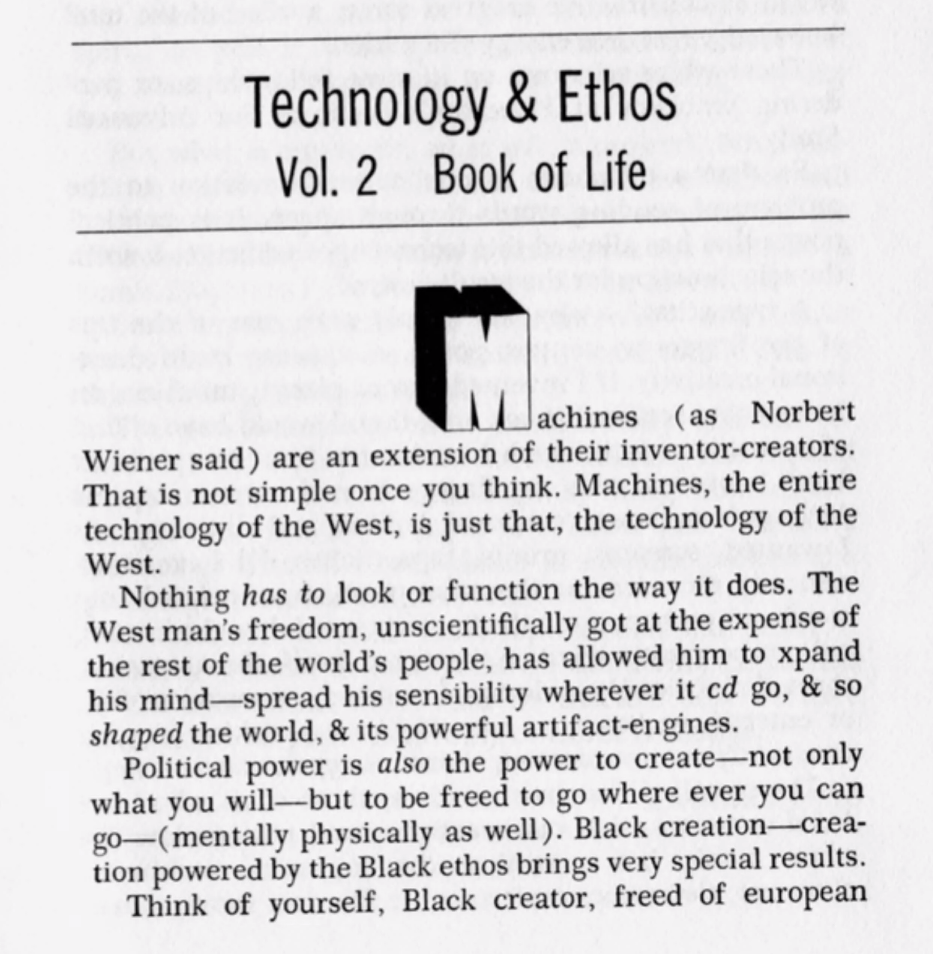 Technology & Ethos
Vol. 2 Book of Life
Machines (as Norbert
Wiener said) are an extension of their inventor-creators.
That is not simple once you think. Machines, the entire
technology of the West, is just that, the technology of the
West.
Nothing has to look or function the way it does. The
West man's freedom, unscientifically got at the expense of
the rest of the world's people, has allowed him to xpand
his mind—spread his sensibility wherever it cd go, & so
shaped the world, & its powerful artifact-engines.
Political power is also the power to create—not only
what you will—but to be freed to go where ever you can
go—(mentally physically as well). Black creation—crea-
tion powered by the Black ethos brings very special results.
Think of yourself, Black creator, freed of european